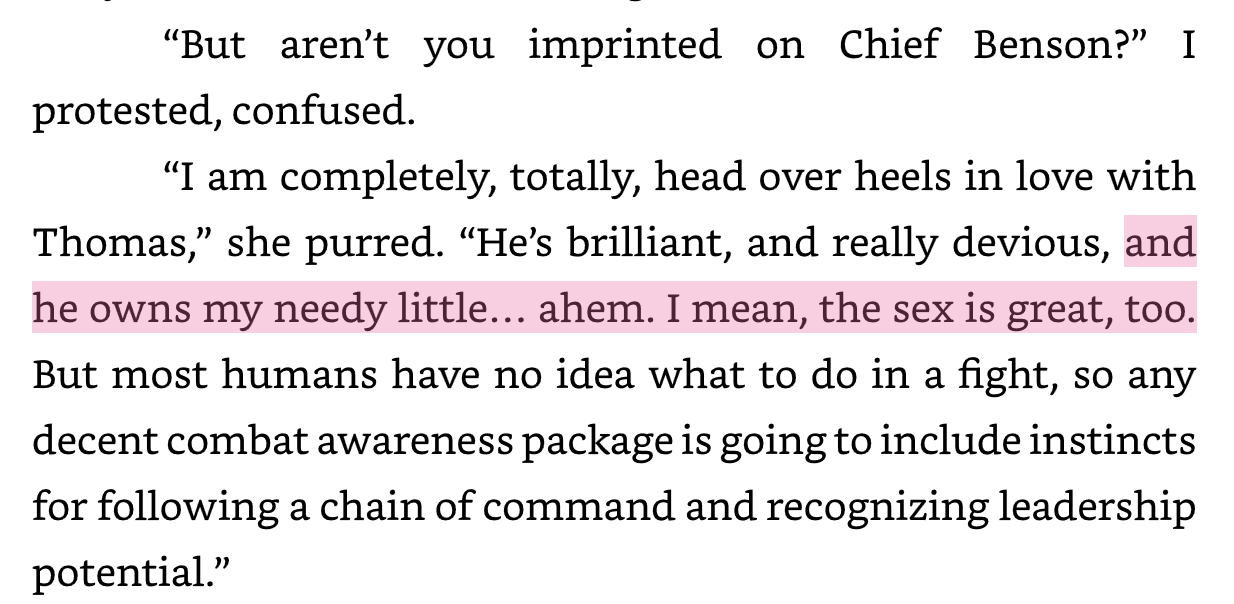 “But aren’t you imprinted on Chief Benson?” I
protested, confused.
“I am completely, totally, head over heels in love with
Thomas,” she purred. “He’s brilliant, and really devious, and
he owns my needy little… ahem. I mean, the sex is great, too.
But most humans have no idea what to do in a fight, so any
decent combat awareness package is going to include instincts
for following a chain of command and recognizing leadership
potential.”